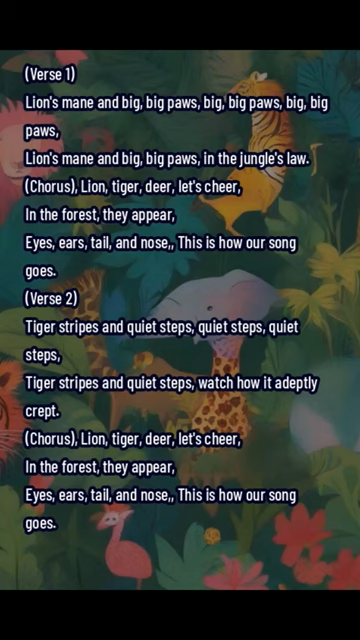 (Verse 1)
Lion's mane and big, big paws, big, big paws, big, big
paws,
Lion's mane and big, big paws, in the jungle's law.
(Chorus), Lion, tiger, deer, let's cheer,
In the forest, they appear,
Eyes, ears, tail, and nose,, This is how our song
goes.
(Verse 2)
Tiger stripes and quiet steps, quiet steps, quiet
steps,
Tiger stripes and quiet steps, watch how it adeptly
crept.
(Chorus), Lion, tiger, deer, let's cheer,
In the forest, they appear,
Eyes, ears, tail, and nose,, This is how our song
goes.